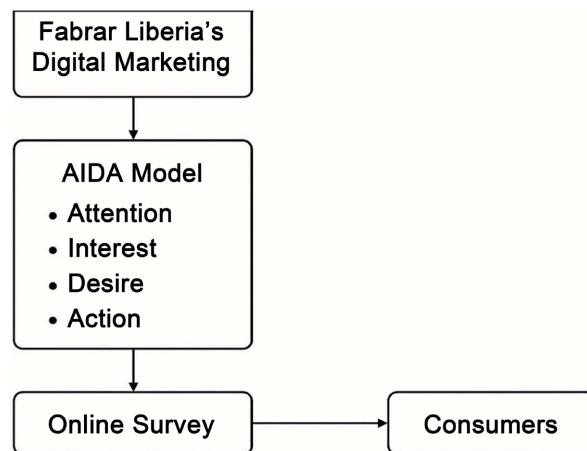 Fabrar Liberia's
Digital Marketing
AIDA Model
• Attention
• Interest
• Desire
• Action
Online Survey
Consumers